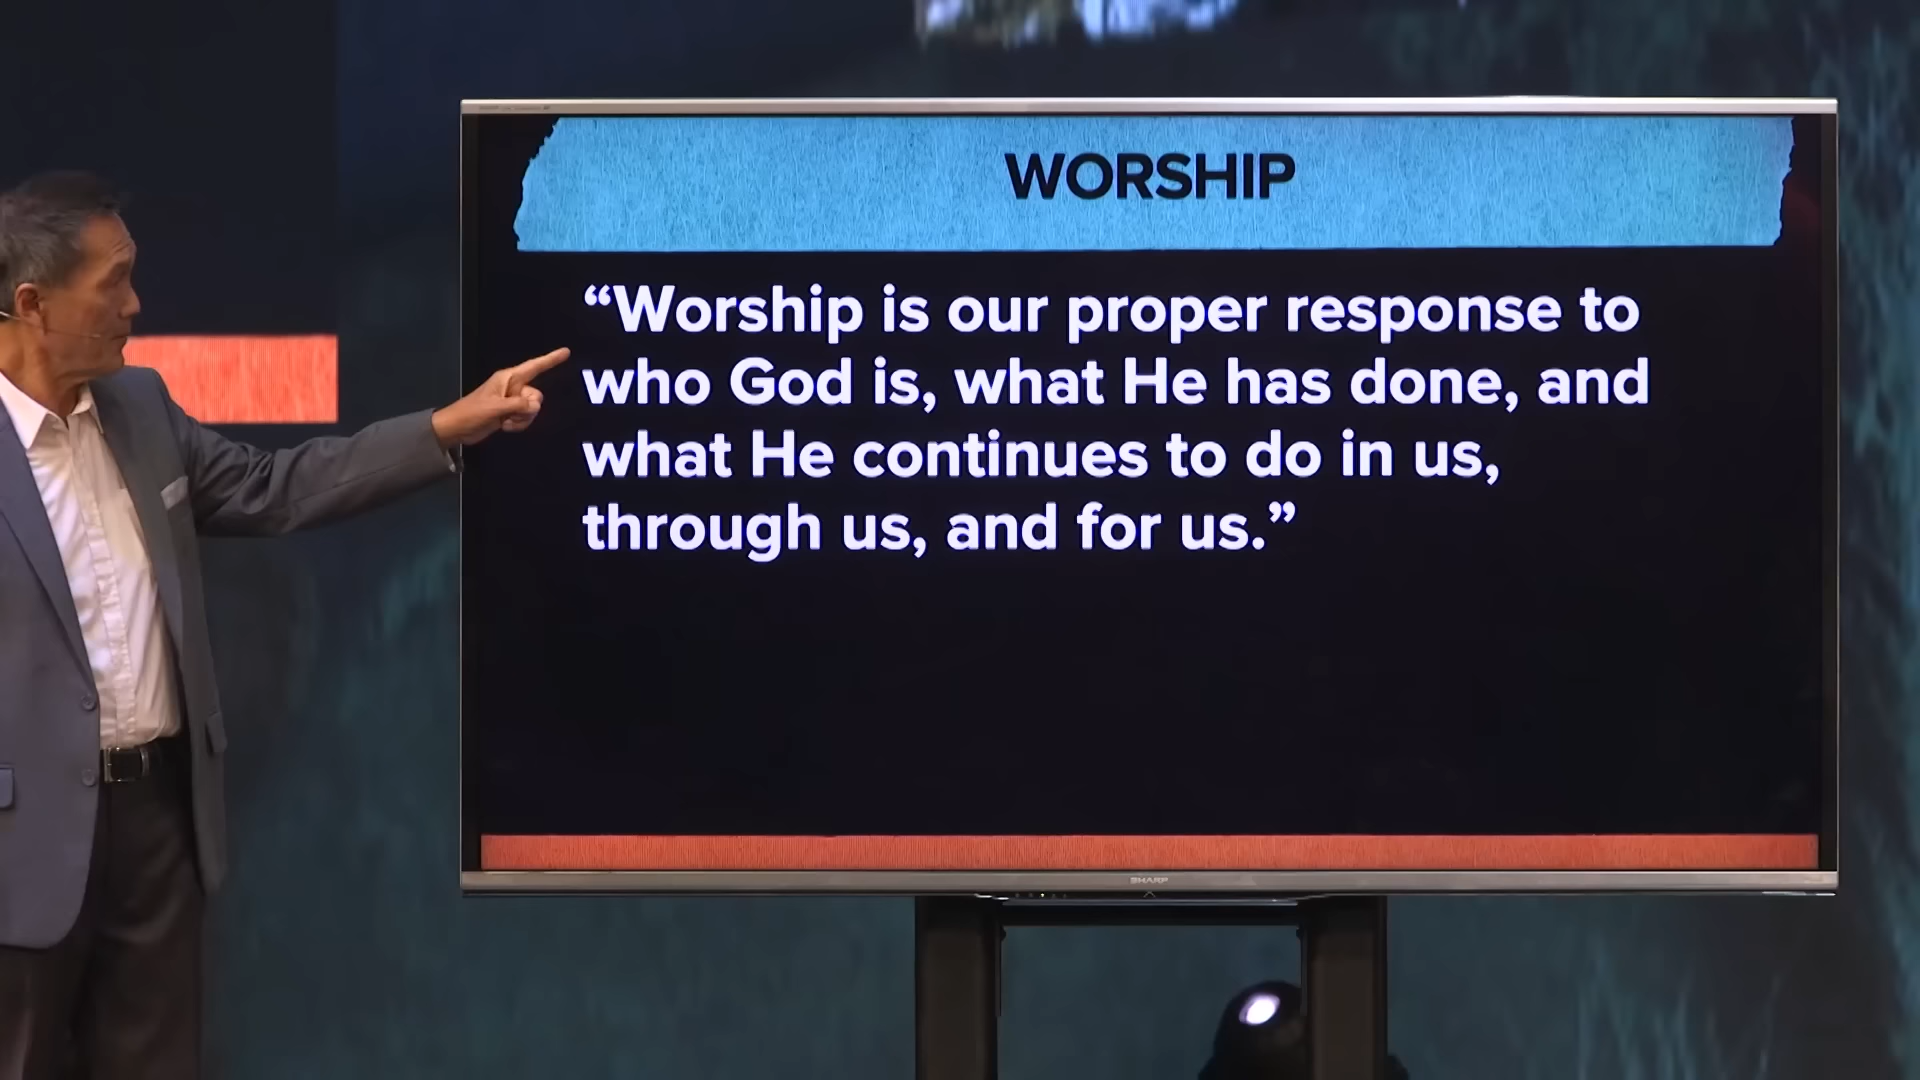 WORSHIP
“Worship is our proper response to
who God is, what He has done, and
what He continues to do in us,
through us, and for us.”
SHARP